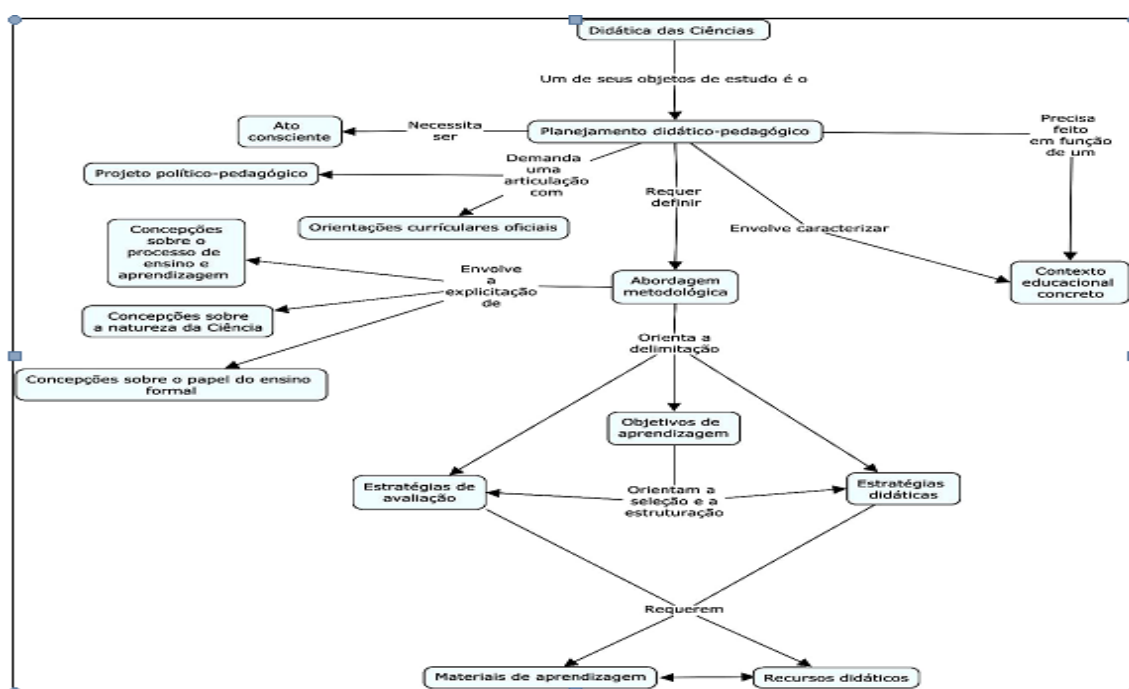 Didática das Ciências
Um de seus objetos de estudo é o
Planejamento didático-pedagógico
Necessita
ser
Ato
consciente
Precisa
feito
em função
de um
Demanda
uma
articulação
com
Projeto político-pedagógico
Orientações currículares oficiais
Requer
definir
Envolve caracterizar
Contexto
educacional
concreto
Abordagem
metodológica
Envolve
a
explicitação
de
Concepções
sobre o
processo de
ensino e
aprendizagem
Concepções sobre
a natureza da Ciência
Concepções sobre o papel do ensino
formal
Orienta a
delimitação
Objetivos de
aprendizagem
Estratégias de
avaliação
Orientam a
seleção e a
estruturação
Estratégias
didáticas
Requerem
Materiais de aprendizagem
Recursos didáticos